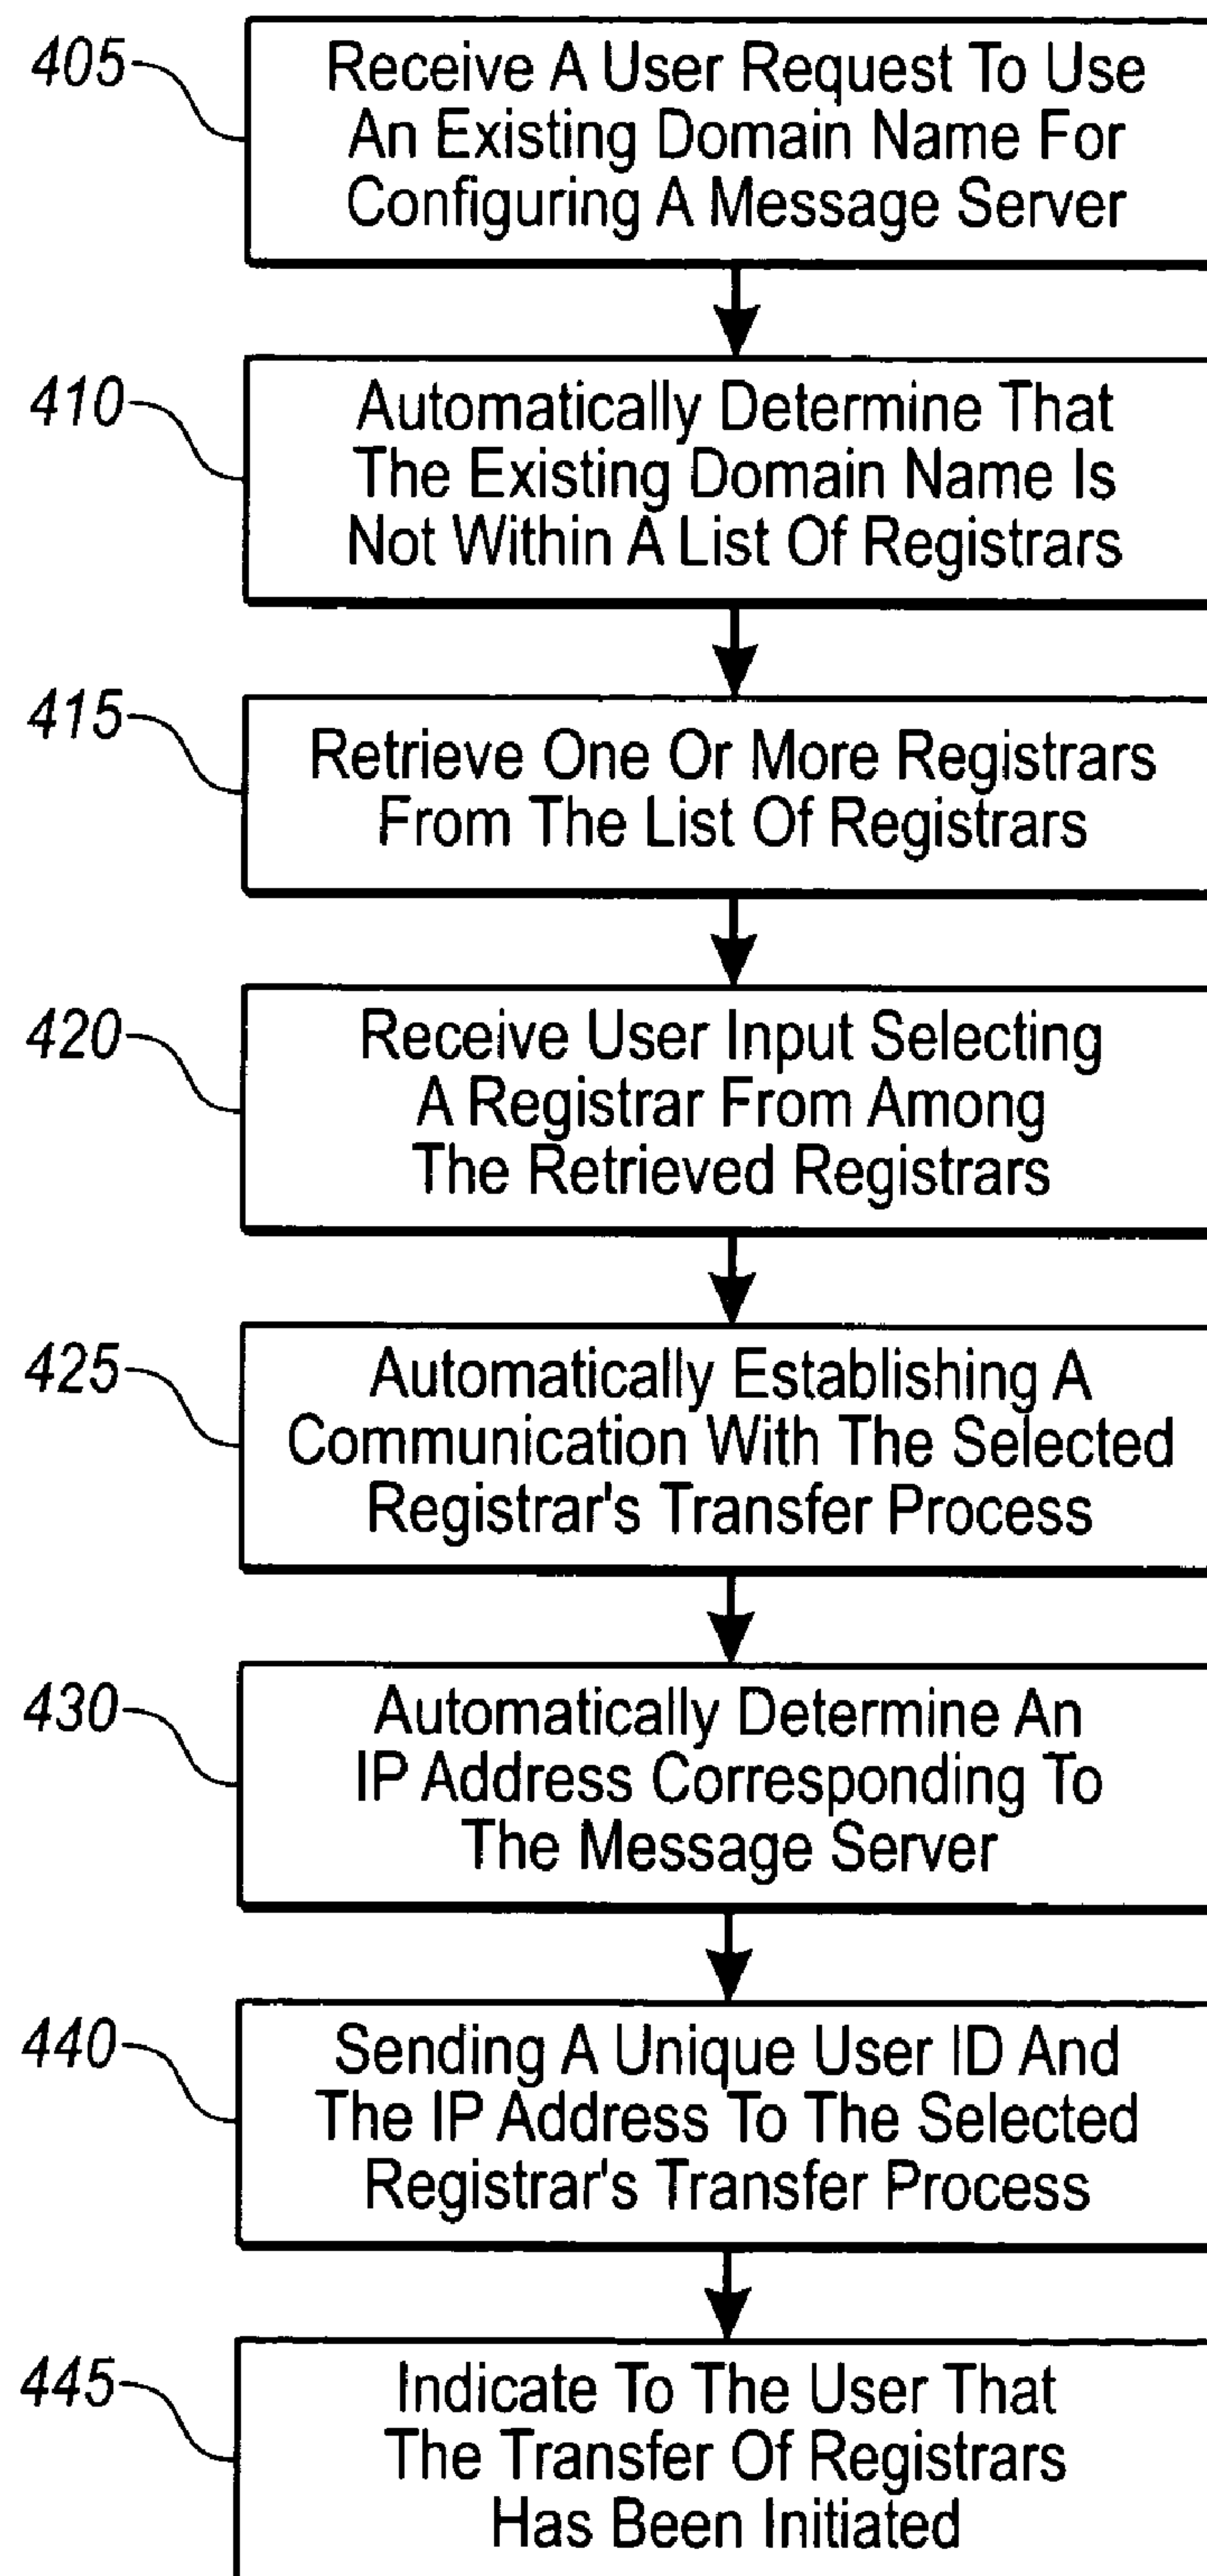 405
Receive A User Request To Use
An Existing Domain Name For
Configuring A Message Server
410
Automatically Determine That
The Existing Domain Name Is
Not Within A List Of Registrars
415
Retrieve One Or More Registrars
From The List Of Registrars
420
Receive User Input Selecting
A Registrar From Among
The Retrieved Registrars
425
Automatically Establishing A
Communication With The Selected
Registrar's Transfer Process
430
Automatically Determine An
IP Address Corresponding To
The Message Server
440
Sending A Unique User ID And
The IP Address To The Selected
Registrar's Transfer Process
445
Indicate To The User That
The Transfer Of Registrars
Has Been Initiated